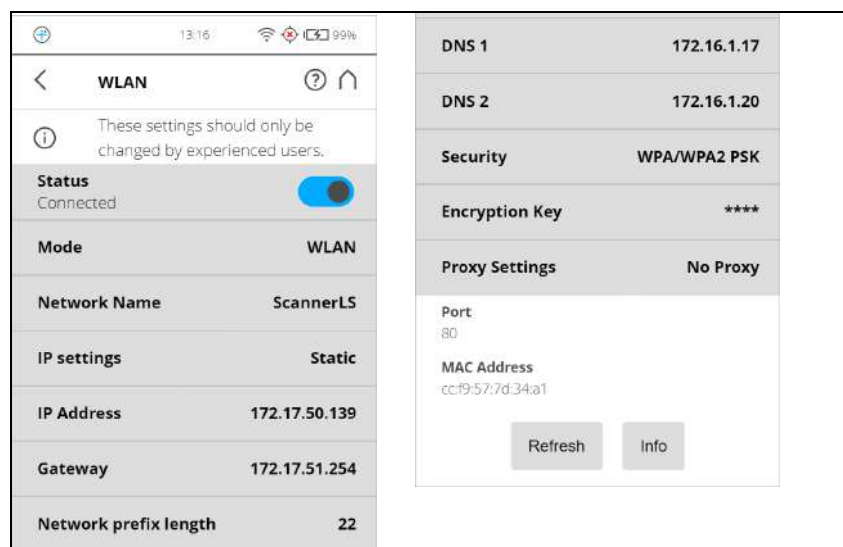 13:16 99%
WLAN
These settings should only be
changed by experienced users.
Status
Connected
Mode WLAN
Network Name ScannerLS
IP settings Static
IP Address 172.17.50.139
Gateway 172.17.51.254
Network prefix length 22
DNS 1 172.16.1.17
DNS 2 172.16.1.20
Security WPA/WPA2 PSK
Encryption Key ****
Proxy Settings No Proxy
Port
80
MAC Address
cc:f9:57:7d:34:a1
Refresh Info